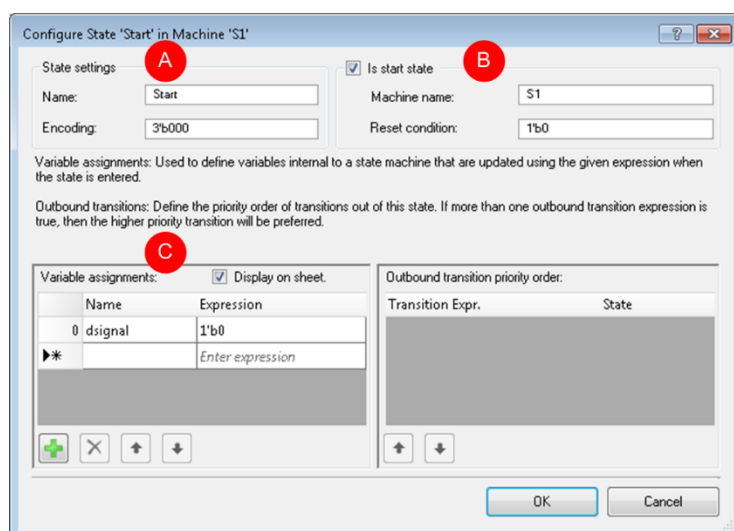 Configure State 'Start' in Machine 'S1'
?
A
B
State settings
Is start state
Name:
Start
Machine name:
S1
Encoding:
3'b000
Reset condition:
1'b0
Variable assignments: Used to define variables internal to a state machine that are updated using the given expression when
the state is entered.
Outbound transitions: Define the priority order of transitions out of this state. If more than one outbound transition expression is
true, then the higher priority transition will be preferred.
C
Variable assignments:
Display on sheet.
Outbound transition priority order:
Name
Expression
Transition Expr.
State
0
dsignal
1'b0
Enter expression
OK
Cancel